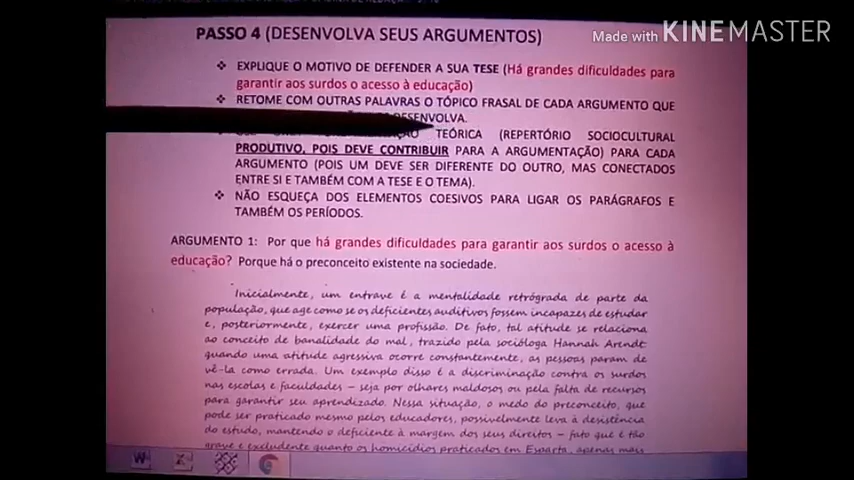 Made with KINEMASTER
PASSO 4 (DESENVOLVA SEUS ARGUMENTOS)
❖ EXPLIQUE O MOTIVO DE DEFENDER A SUA TESE (Há grandes dificuldades para
garantir aos surdos o acesso à educação)
❖ RETOME COM OUTRAS PALAVRAS O TÓPICO FRASAL DE CADA ARGUMENTO QUE
DESENVOLVA.
TEÓRICA (REPERTÓRIO SOCIOCULTURAL
PRODUTIVO, POIS DEVE CONTRIBUIR PARA A ARGUMENTAÇÃO) PARA CADA
ARGUMENTO (POIS UM DEVE SER DIFERENTE DO OUTRO, MAS CONECTADOS
ENTRE SI E TAMBÉM COM A TESE E O TEMA).
❖ NÃO ESQUEÇA DOS ELEMENTOS COESIVOS PARA LIGAR OS PARÁGRAFOS E
TAMBÉM OS PERÍODOS.
ARGUMENTO 1: Por que há grandes dificuldades para garantir aos surdos o acesso à
educação? Porque há o preconceito existente na sociedade.
Inicialmente, um entrave é a mentalidade retrógrada de parte da
população, que age como se os deficientes auditivos fossem incapazes de estudar
e, posteriormente, exercer uma profissão. De fato, tal atitude se relaciona
ao conceito de banalidade do mal, trazido pela socióloga Hannah Arendt:
quando uma atitude agressiva ocorre constantemente, as pessoas param de
vê-la como errada. Um exemplo disso é a discriminação contra os surdos
nas escolas e faculdades – seja por olhares maldosos ou pela falta de recursos
para garantir seu aprendizado. Nessa situação, o medo do preconceito, que
pode ser praticado mesmo pelos educadores, possivelmente leva à desistência
do estudo, mantendo o deficiente à margem dos seus direitos – fato que é tão
grave e excludente quanto os homicídios praticados em Esparta, apenas mais